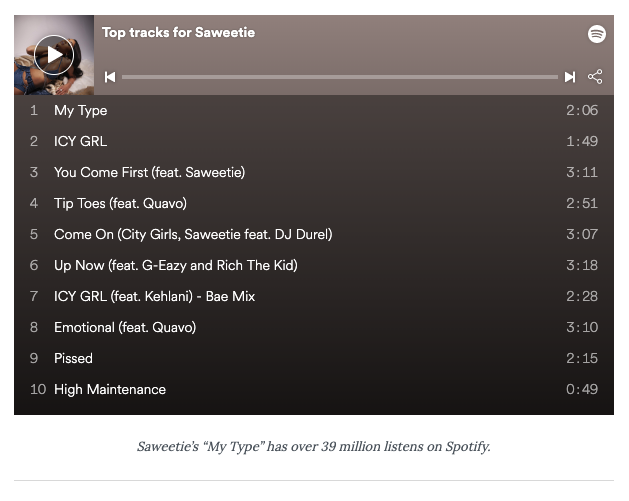 Top tracks for Saweetie
1 My Type 2:06
2 ICY GRL 1:49
3 You Come First (feat. Saweetie) 3:11
4 Tip Toes (feat. Quavo) 2:51
5 Come On (City Girls, Saweetie feat. DJ Durel) 3:07
6 Up Now (feat. G-Eazy and Rich The Kid) 3:18
7 ICY GRL (feat. Kehlani) - Bae Mix 2:28
8 Emotional (feat. Quavo) 3:10
9 Pissed 2:15
10 High Maintenance 0:49
Saweetie’s “My Type” has over 39 million listens on Spotify.